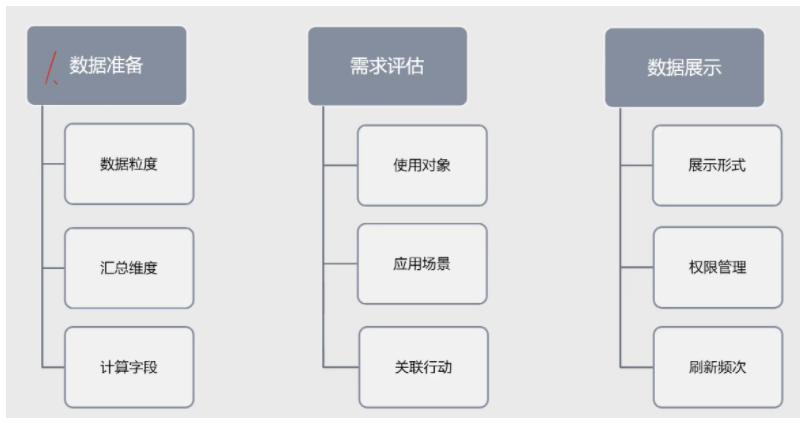 数据准备
数据粒度
汇总维度
计算字段
需求评估
使用对象
应用场景
关联行动
数据展示
展示形式
权限管理
刷新频次